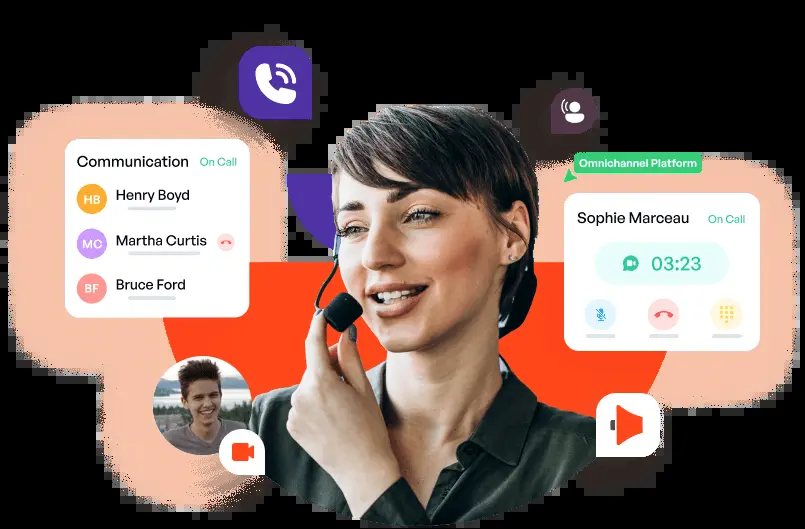 Omnichannel Platform
Communication On Call
HB Henry Boyd
MC Martha Curtis
BF Bruce Ford
Sophie Marceau On Call
03:23